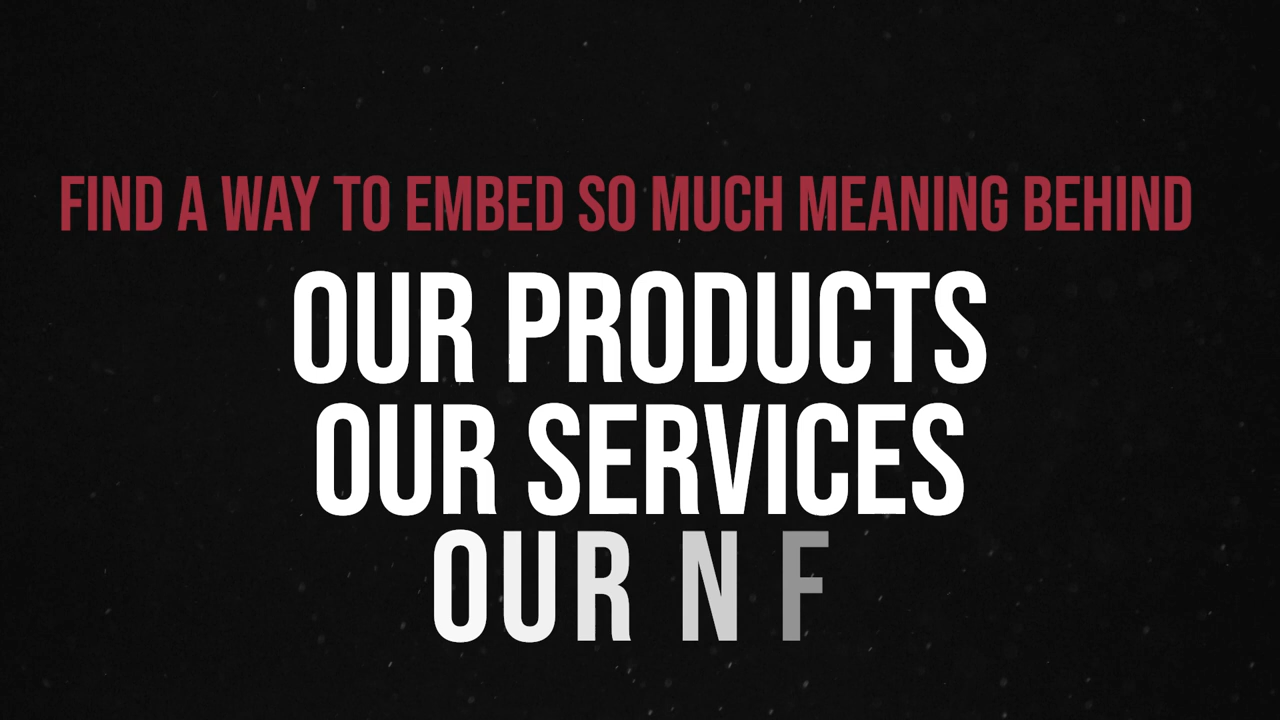 FIND A WAY TO EMBED SO MUCH MEANING BEHIND
OUR PRODUCTS
OUR SERVICES
OUR N F